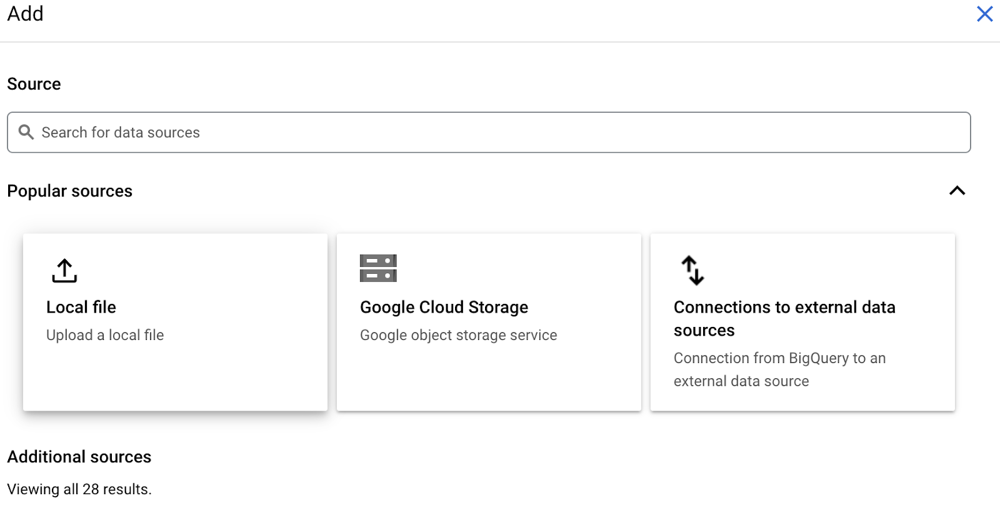 Add
Source
Search for data sources
Popular sources
Local file
Upload a local file
Google Cloud Storage
Google object storage service
Connections to external data
sources
Connection from BigQuery to an
external data source
Additional sources
Viewing all 28 results.